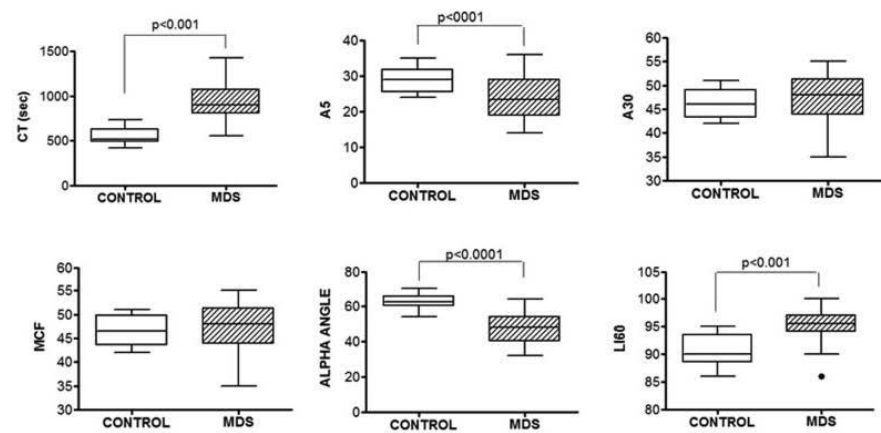 p<0.001
1500
1000
500
0
CT (sec)
CONTROL MDS
p<0001
40
30
20
10
0
A5
CONTROL MDS
60
55
50
45
40
35
30
A30
CONTROL MDS
60
55
50
45
40
35
30
MCF
CONTROL MDS
p<0.0001
80
60
40
20
0
ALPHA ANGLE
CONTROL MDS
p<0.001
105
100
95
90
85
80
LI60
CONTROL MDS